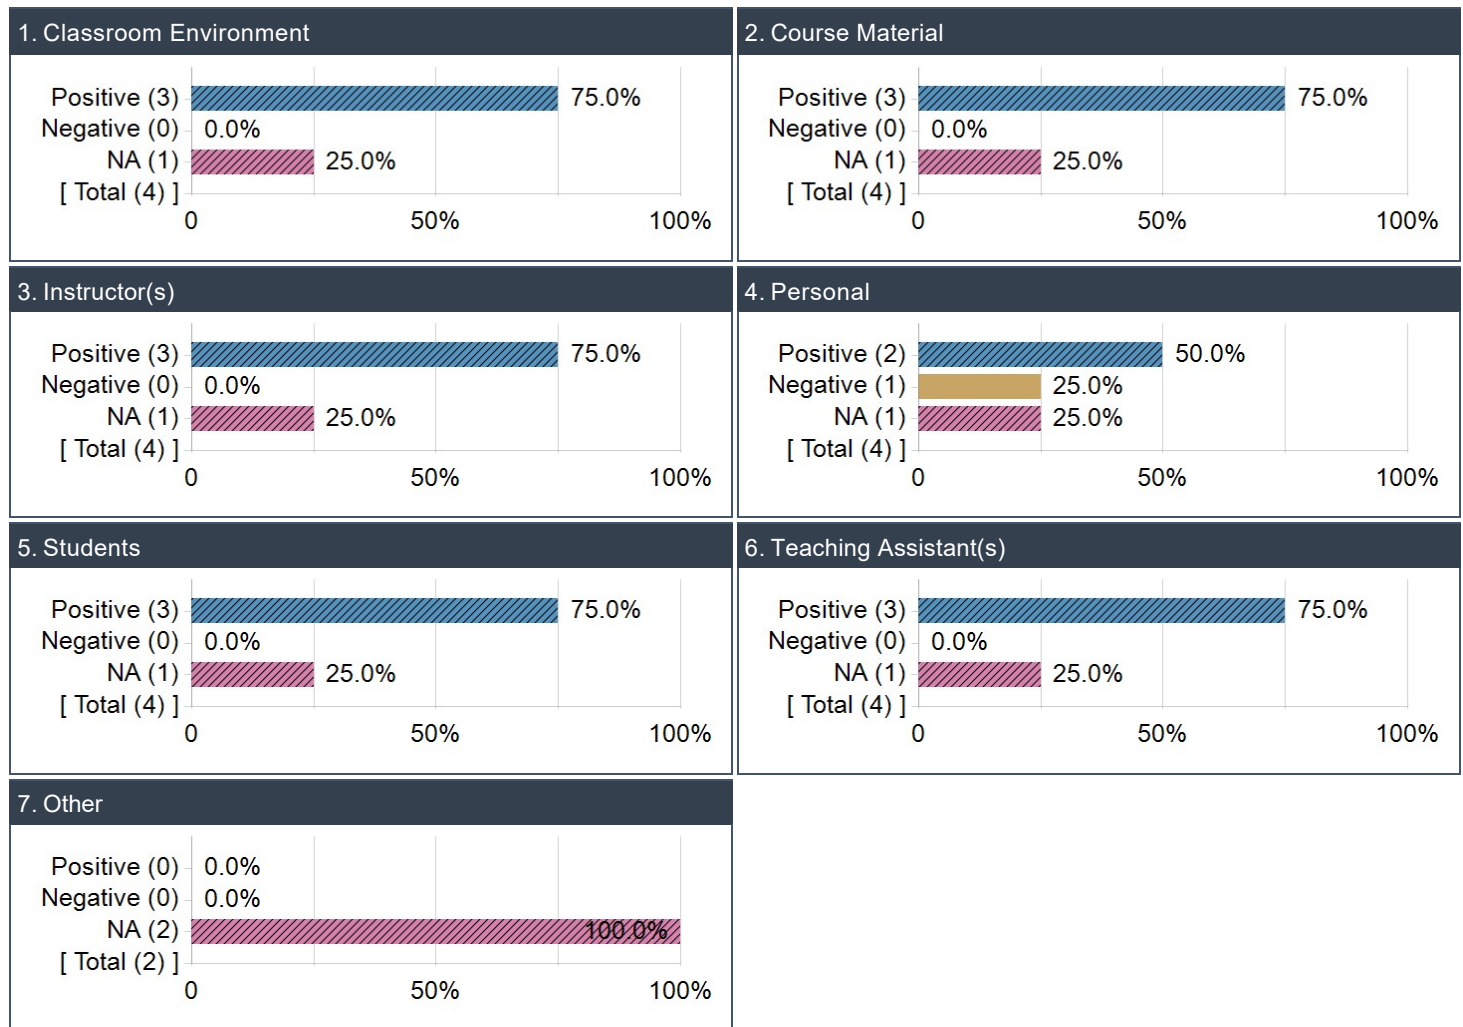 1. Classroom Environment
Positive (3) 75.0%
Negative (0) 0.0%
NA (1) 25.0%
[ Total (4) ]
0 50% 100%
2. Course Material
Positive (3) 75.0%
Negative (0) 0.0%
NA (1) 25.0%
[ Total (4) ]
0 50% 100%
3. Instructor(s)
Positive (3) 75.0%
Negative (0) 0.0%
NA (1) 25.0%
[ Total (4) ]
0 50% 100%
4. Personal
Positive (2) 50.0%
Negative (1) 25.0%
NA (1) 25.0%
[ Total (4) ]
0 50% 100%
5. Students
Positive (3) 75.0%
Negative (0) 0.0%
NA (1) 25.0%
[ Total (4) ]
0 50% 100%
6. Teaching Assistant(s)
Positive (3) 75.0%
Negative (0) 0.0%
NA (1) 25.0%
[ Total (4) ]
0 50% 100%
7. Other
Positive (0) 0.0%
Negative (0) 0.0%
NA (2) 100.0%
[ Total (2) ]
0 50% 100%